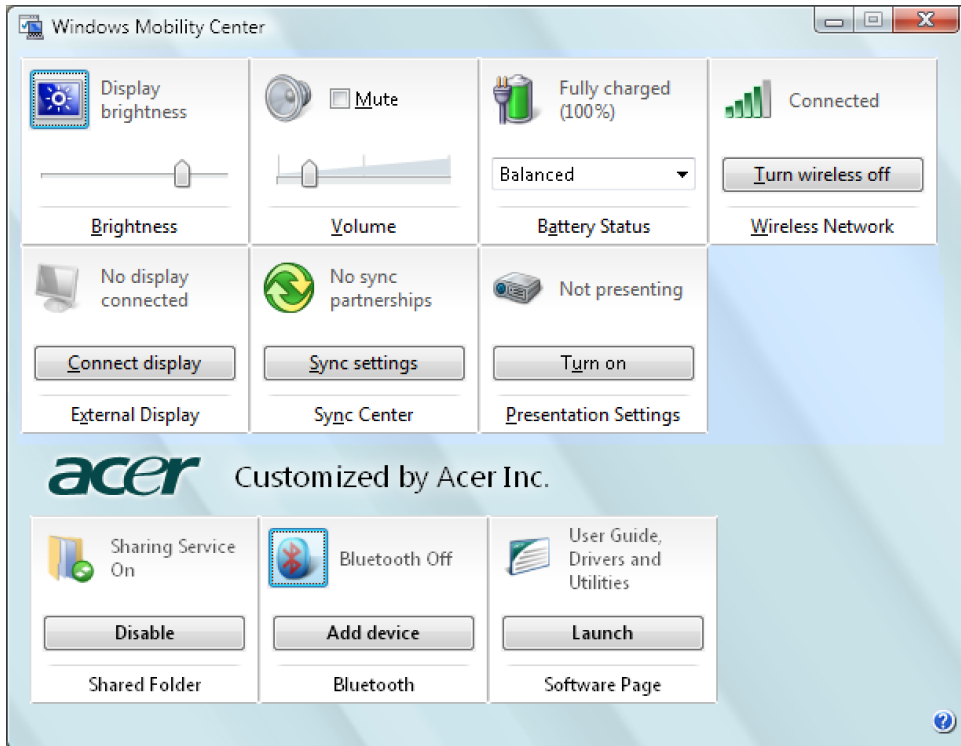 Windows Mobility Center
Display
brightness
Brightness
Mute
Volume
Fully charged
(100%)
Balanced
Battery Status
Connected
Turn wireless off
Wireless Network
No display
connected
Connect display
External Display
No sync
partnerships
Sync settings
Sync Center
Not presenting
Turn on
Presentation Settings
acer Customized by Acer Inc.
Sharing Service
On
Disable
Shared Folder
Bluetooth Off
Add device
Bluetooth
User Guide,
Drivers and
Utilities
Launch
Software Page